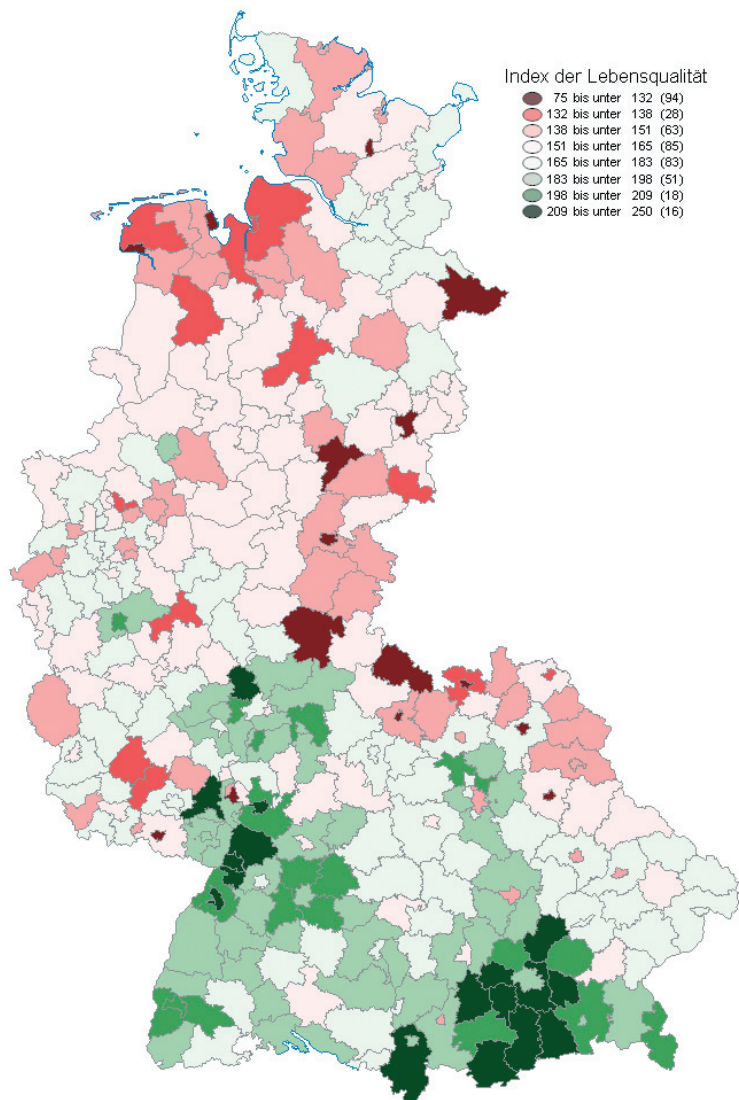 Index der Lebensqualität
75 bis unter 132 (94)
132 bis unter 138 (28)
138 bis unter 151 (63)
151 bis unter 165 (85)
165 bis unter 183 (83)
183 bis unter 198 (51)
198 bis unter 209 (18)
209 bis unter 250 (16)